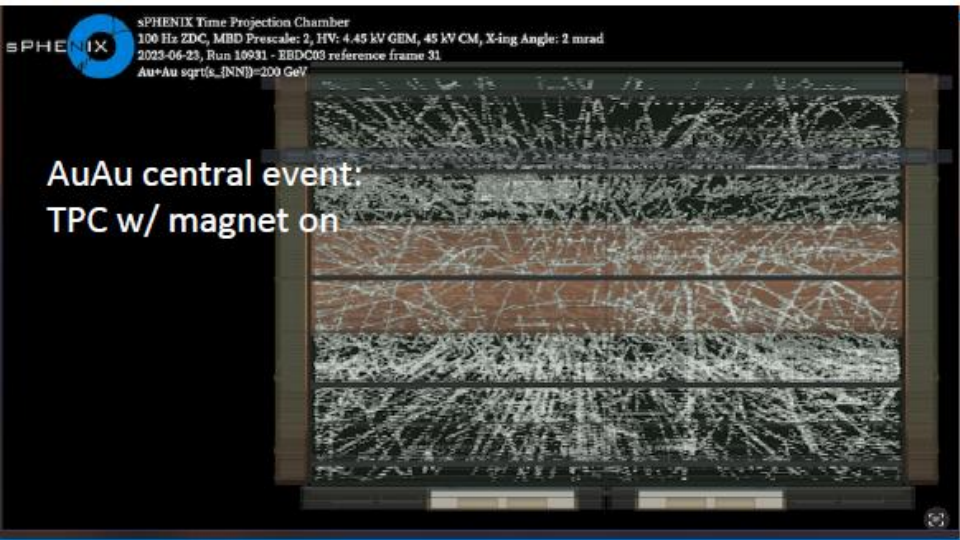 sPHENIX
sPHENIX Time Projection Chamber
100 Hz ZDC, MBD Prescale: 2, HV: 4.45 kV GEM, 45 kV CM, X-ing Angle: 2 mrad
2023-06-23, Run 10931 - EBDC03 reference frame 31
Au+Au sqrt(s_{NN})=200 GeV
AuAu central event:
TPC w/ magnet on